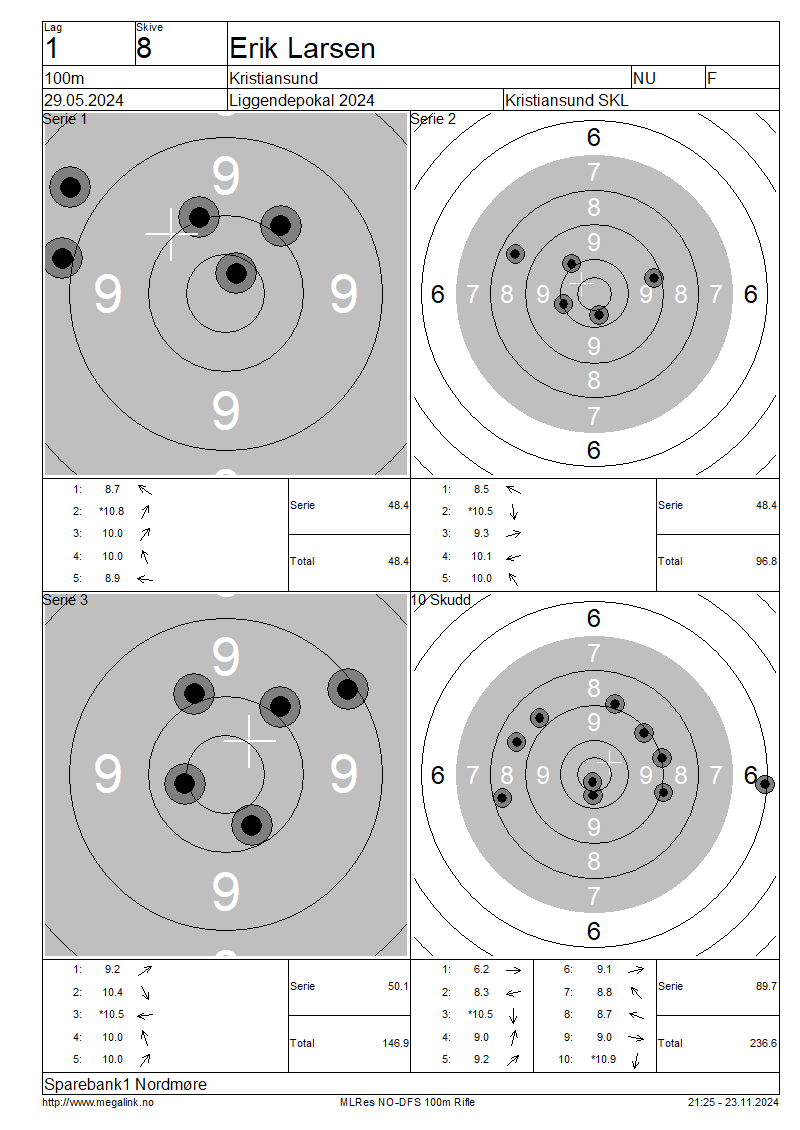 Lag
Skive
1 8 Erik Larsen
100m Kristiansund NU F
29.05.2024 Liggendepokal 2024 Kristiansund SKL
Serie 1
9
9 9
9
Serie 2
6
7
8
9
6 7 8 9 9 8 7 6
9
8
7
6
1: 8.7
2: *10.8
3: 10.0
4: 10.0
5: 8.9
Serie 48.4
Total 48.4
1: 8.5
2: *10.5
3: 9.3
4: 10.1
5: 10.0
Serie 48.4
Total 96.8
Serie 3
9
9 9
9
10 Skudd
6
7
8
9
6 7 8 9 9 8 7 6
9
8
7
6
1: 9.2
2: 10.4
3: *10.5
4: 10.0
5: 10.0
Serie 50.1
Total 146.9
1: 6.2
2: 8.3
3: *10.5
4: 9.0
5: 9.2
6: 9.1
7: 8.8
8: 8.7
9: 9.0
10: *10.9
Serie 89.7
Total 236.6
Sparebank1 Nordmøre
http://www.megalink.no MLRes NO-DFS 100m Rifle 21:25 - 23.11.2024